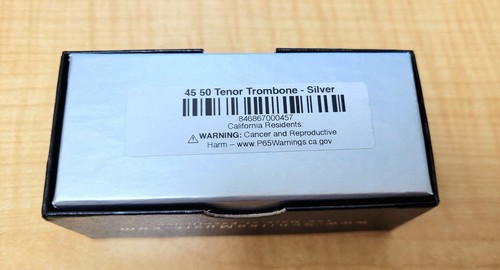 45 50 Tenor Trombone - Silver
846867000457
California Residents:
⚠WARNING: Cancer and Reproductive
Harm – www.P65Warnings.ca.gov